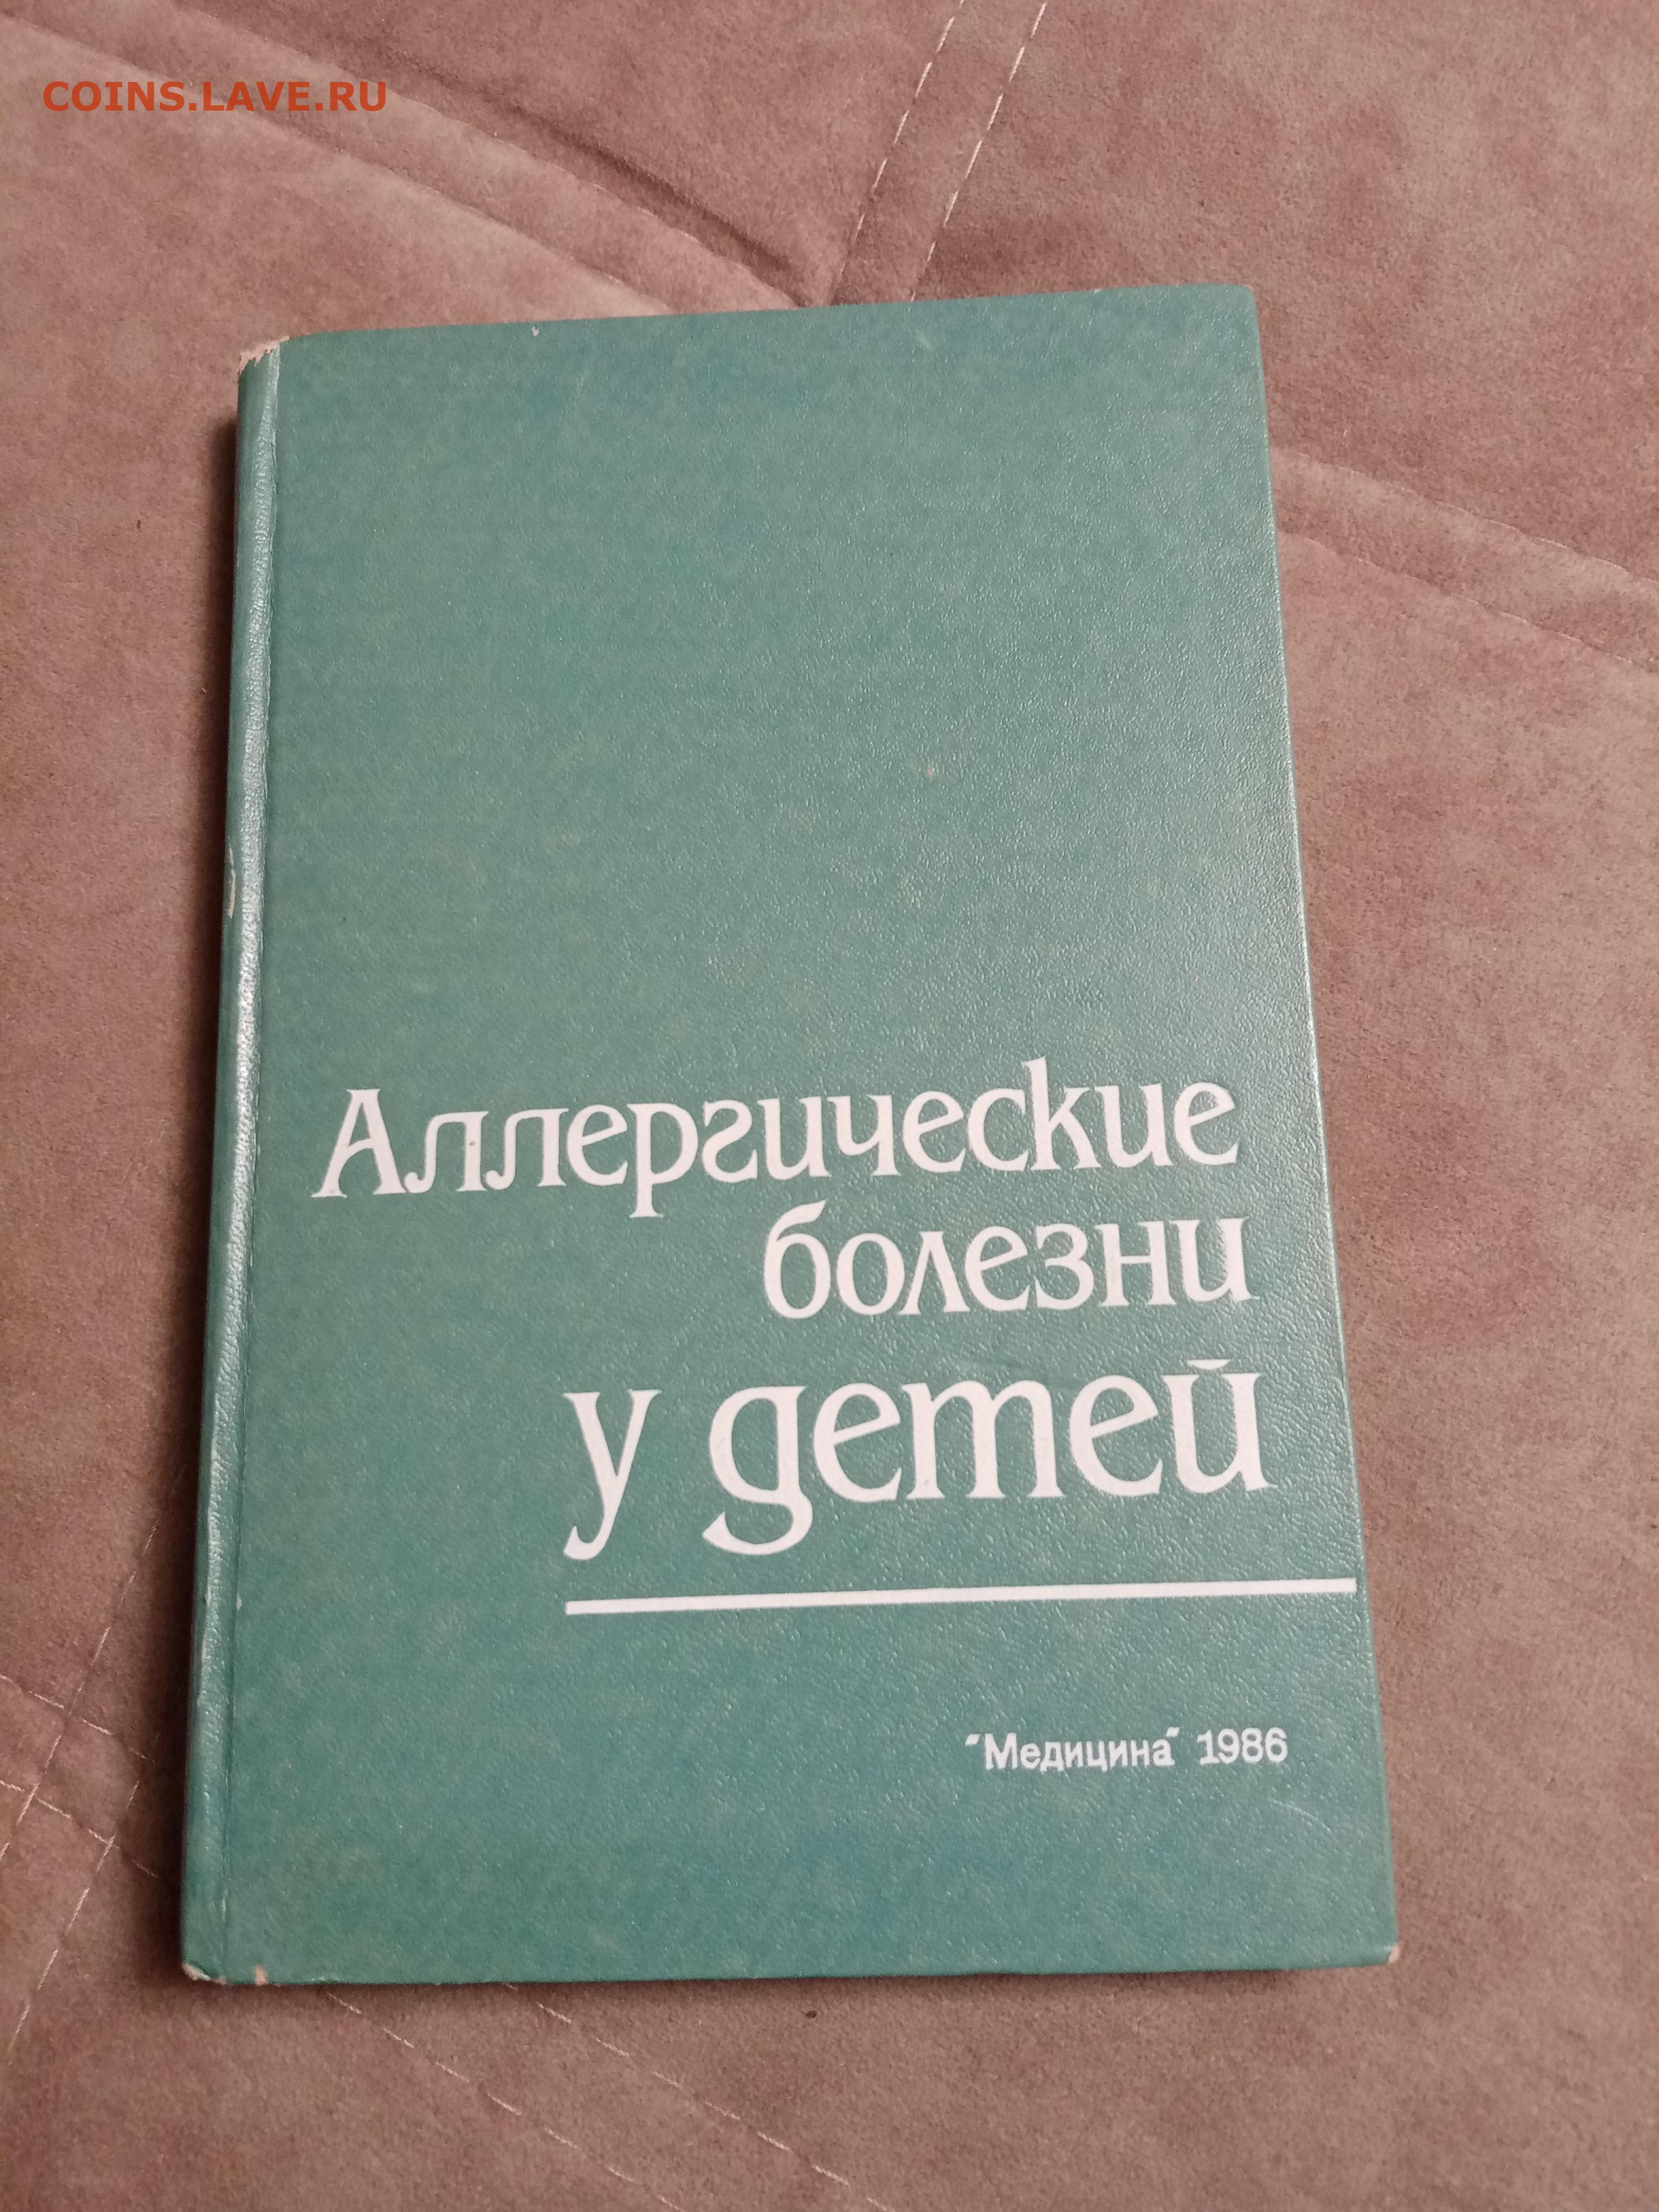 COINS.LAVE.RU
Аллергические
болезни
у детей
"Медицина" 1986